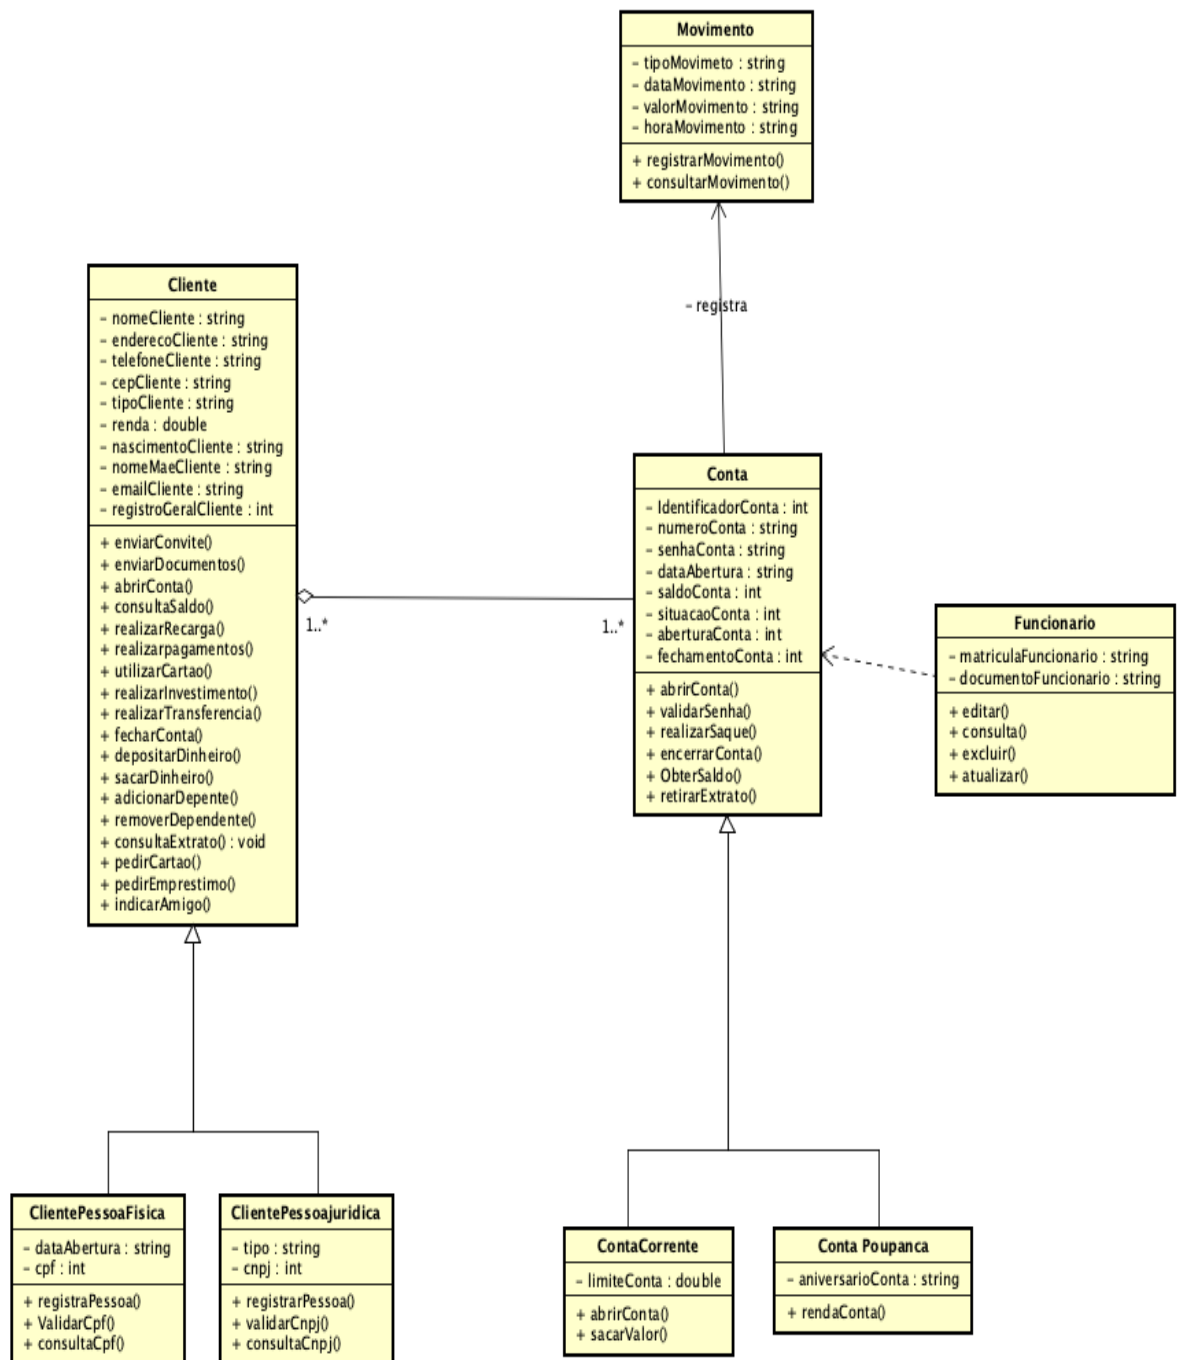 Movimento
– tipoMovimeto : string
– dataMovimento : string
– valorMovimento : string
– horaMovimento : string
+ registrarMovimento()
+ consultarMovimento()
– registra
Cliente
– nomeCliente : string
– enderecoCliente : string
– telefoneCliente : string
– cepCliente : string
– tipoCliente : string
– renda : double
– nascimentoCliente : string
– nomeMaeCliente : string
– emailCliente : string
– registroGeralCliente : int
+ enviarConvite()
+ enviarDocumentos()
+ abrirConta()
+ consultaSaldo()
+ realizarRecarga()
+ realizarpagamentos()
+ utilizarCartao()
+ realizarInvestimento()
+ realizarTransferencia()
+ fecharConta()
+ depositarDinheiro()
+ sacarDinheiro()
+ adicionarDepente()
+ removerDependente()
+ consultaExtrato() : void
+ pedirCartao()
+ pedirEmprestimo()
+ indicarAmigo()
1..*
1..*
Conta
– IdentificadorConta : int
– numeroConta : string
– senhaConta : string
– dataAbertura : string
– saldoConta : int
– situacaoConta : int
– aberturaConta : int
– fechamentoConta : int
+ abrirConta()
+ validarSenha()
+ realizarSaque()
+ encerrarConta()
+ ObterSaldo()
+ retirarExtrato()
Funcionario
– matriculaFuncionario : string
– documentoFuncionario : string
+ editar()
+ consulta()
+ excluir()
+ atualizar()
ClientePessoaFisica
– dataAbertura : string
– cpf : int
+ registraPessoa()
+ ValidarCpf()
+ consultaCpf()
ClientePessoajuridica
– tipo : string
– cnpj : int
+ registrarPessoa()
+ validarCnpj()
+ consultaCnpj()
ContaCorrente
– limiteConta : double
+ abrirConta()
+ sacarValor()
Conta Poupanca
– aniversarioConta : string
+ rendaConta()